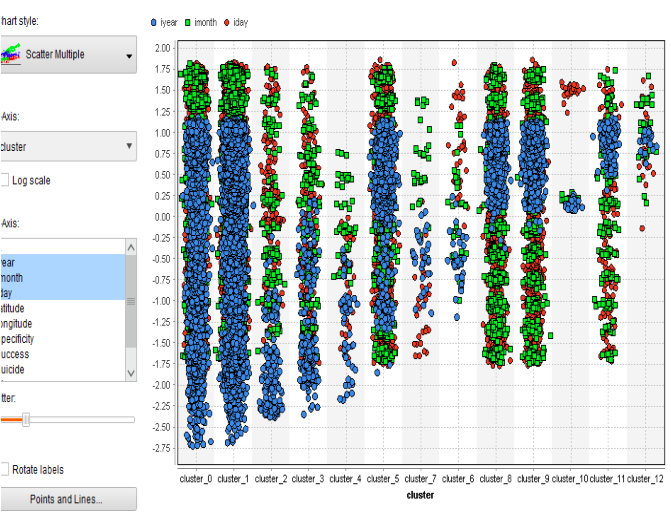 hart style:
Scatter Multiple
Axis:
cluster
Log scale
Axis:
year
month
day
atitude
ongitude
pecificity
uccess
uicide
tter:
Rotate labels
Points and Lines...
iyear imonth iday
2.00
1.75
1.50
1.25
1.00
0.75
0.50
0.25
0.00
-0.25
-0.50
-0.75
-1.00
-1.25
-1.50
-1.75
-2.00
-2.25
-2.50
-2.75
cluster_0 cluster_1 cluster_2 cluster_3 cluster_4 cluster_5 cluster_7 cluster_6 cluster_8 cluster_9 cluster_10 cluster_11 cluster_12
cluster